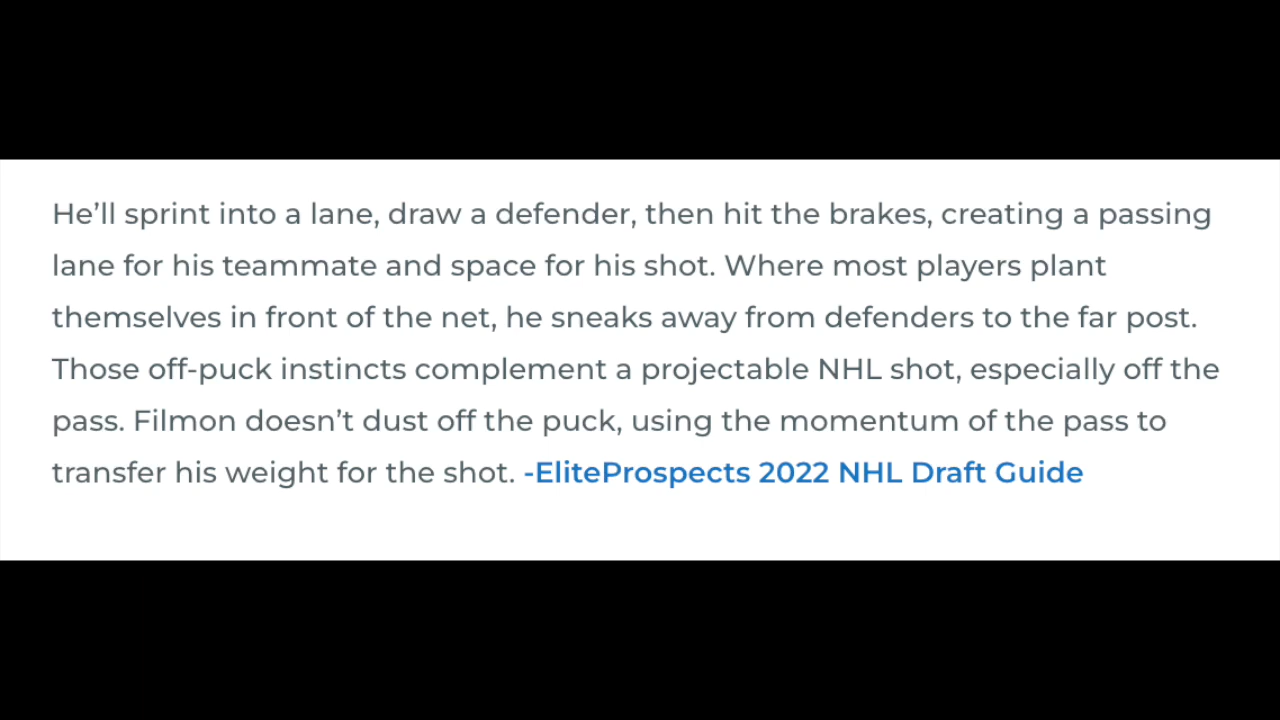 He’ll sprint into a lane, draw a defender, then hit the brakes, creating a passing
lane for his teammate and space for his shot. Where most players plant
themselves in front of the net, he sneaks away from defenders to the far post.
Those off-puck instincts complement a projectable NHL shot, especially off the
pass. Filmon doesn’t dust off the puck, using the momentum of the pass to
transfer his weight for the shot. -EliteProspects 2022 NHL Draft Guide